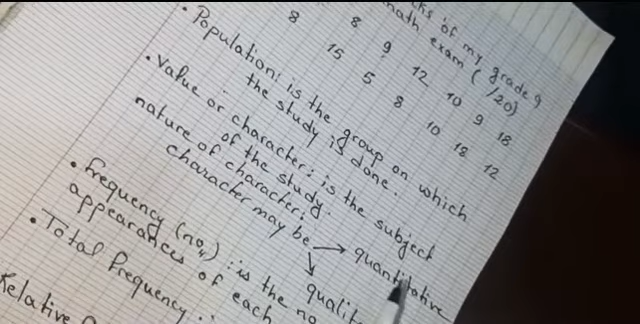 ks of my grade 9
math exam ( /20)
8 8 9 12 10 9 18
15 5 8 10 18 12
• Population: is the group on which
the study is done.
• Value or character: is the subject
of the study.
nature of character:
character may be → quantitative
↓
qualit
• Frequency (no,) : is the no
appearances of each
• Total Frequency :
Relative